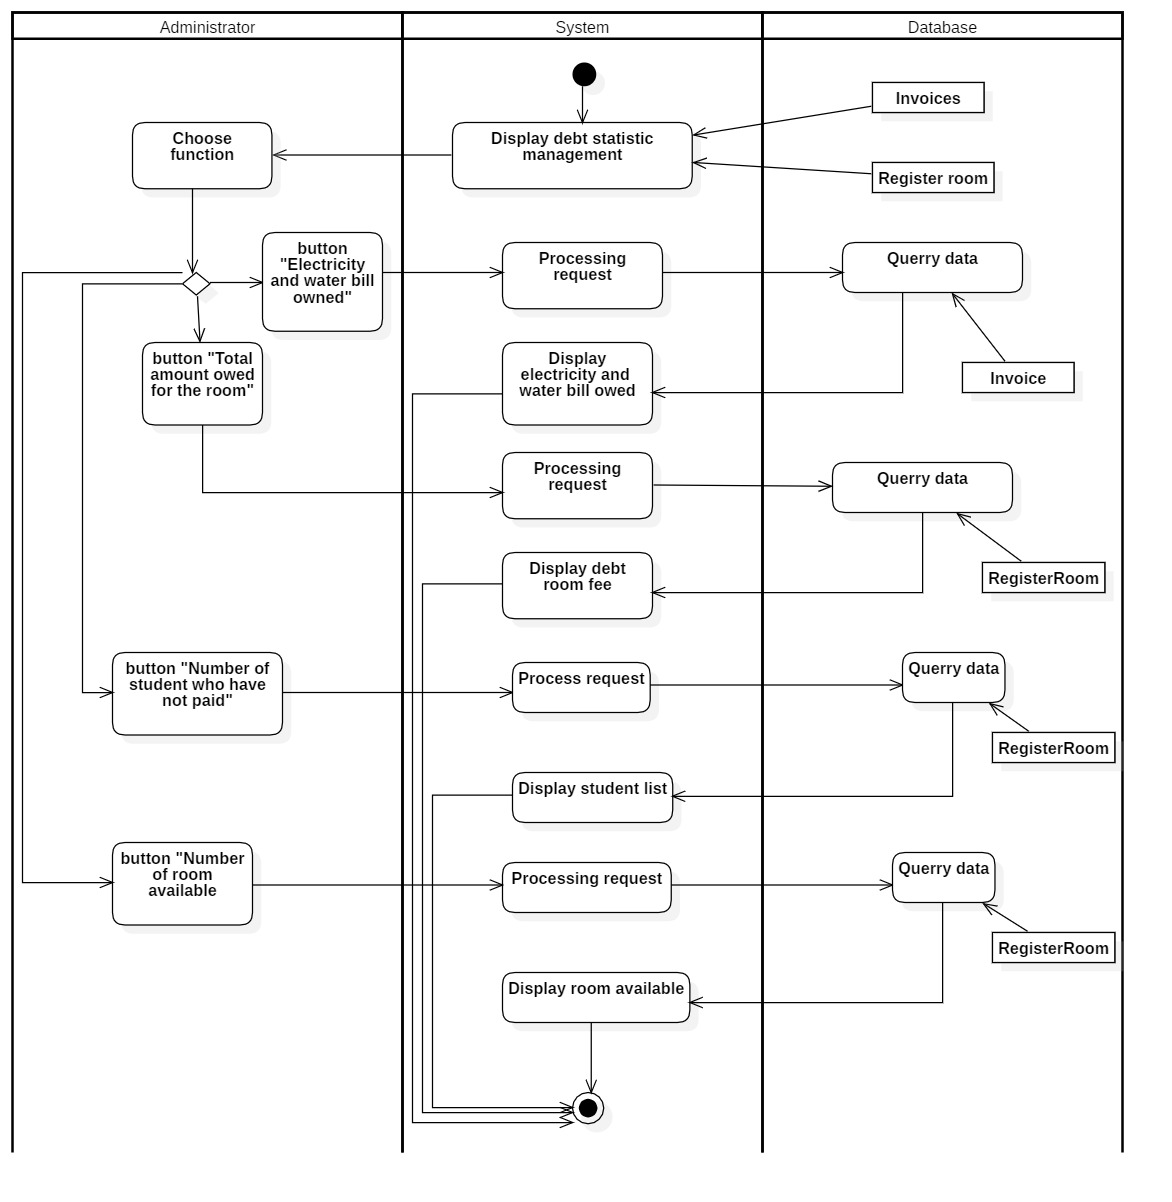 Administrator
System
Database
Invoices
Choose
function
Display debt statistic
management
Register room
button
"Electricity
and water bill
owned"
Processing
request
Querry data
button "Total
amount owed
for the room"
Display
electricity and
water bill owed
Invoice
Processing
request
Querry data
Display debt
room fee
RegisterRoom
button "Number of
student who have
not paid"
Process request
Querry data
RegisterRoom
Display student list
button "Number
of room
available
Processing request
Querry data
RegisterRoom
Display room available